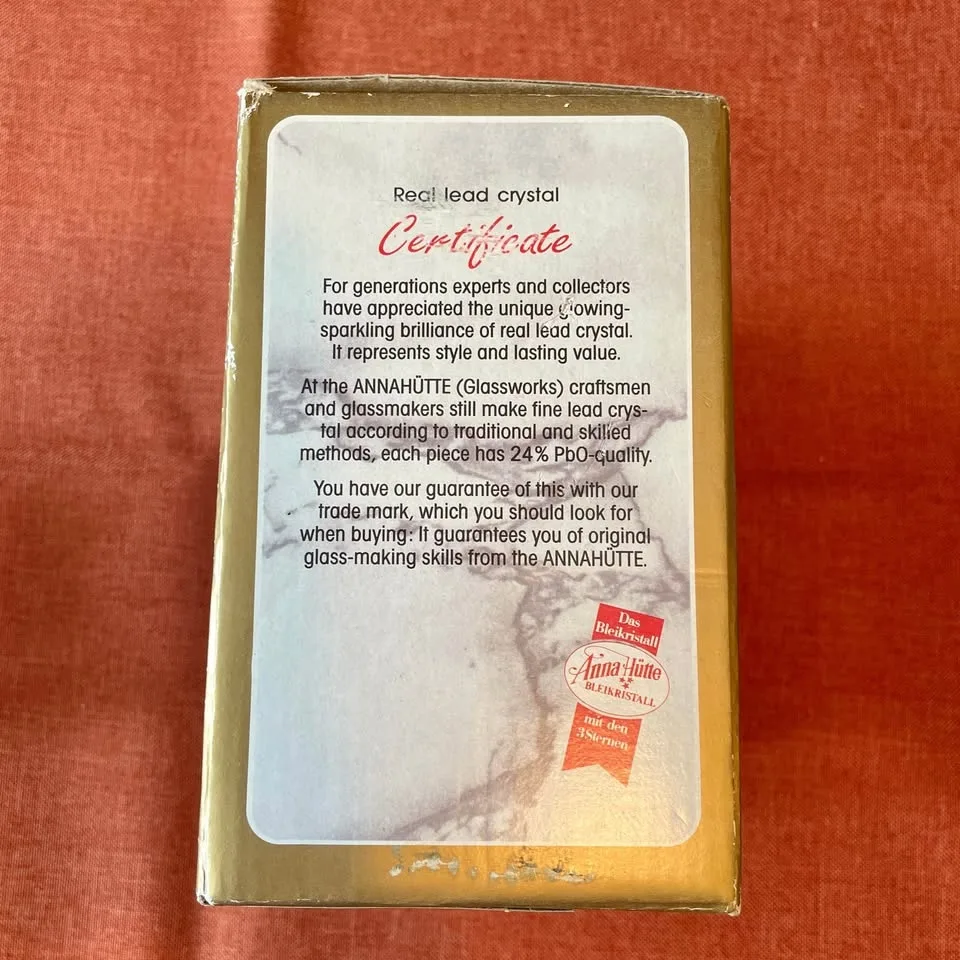 Real lead crystal
Certificate
For generations experts and collectors
have appreciated the unique glowing-
sparkling brilliance of real lead crystal.
It represents style and lasting value.
At the ANNAHÜTTE (Glassworks) craftsmen
and glassmakers still make fine lead crys-
tal according to traditional and skilled
methods, each piece has 24% PbO-quality.
You have our guarantee of this with our
trade mark, which you should look for
when buying: It guarantees you of original
glass-making skills from the ANNAHÜTTE.
Das
Bleikristall
Anna Hütte
BLEIKRISTALL
mit den
3 Sternen